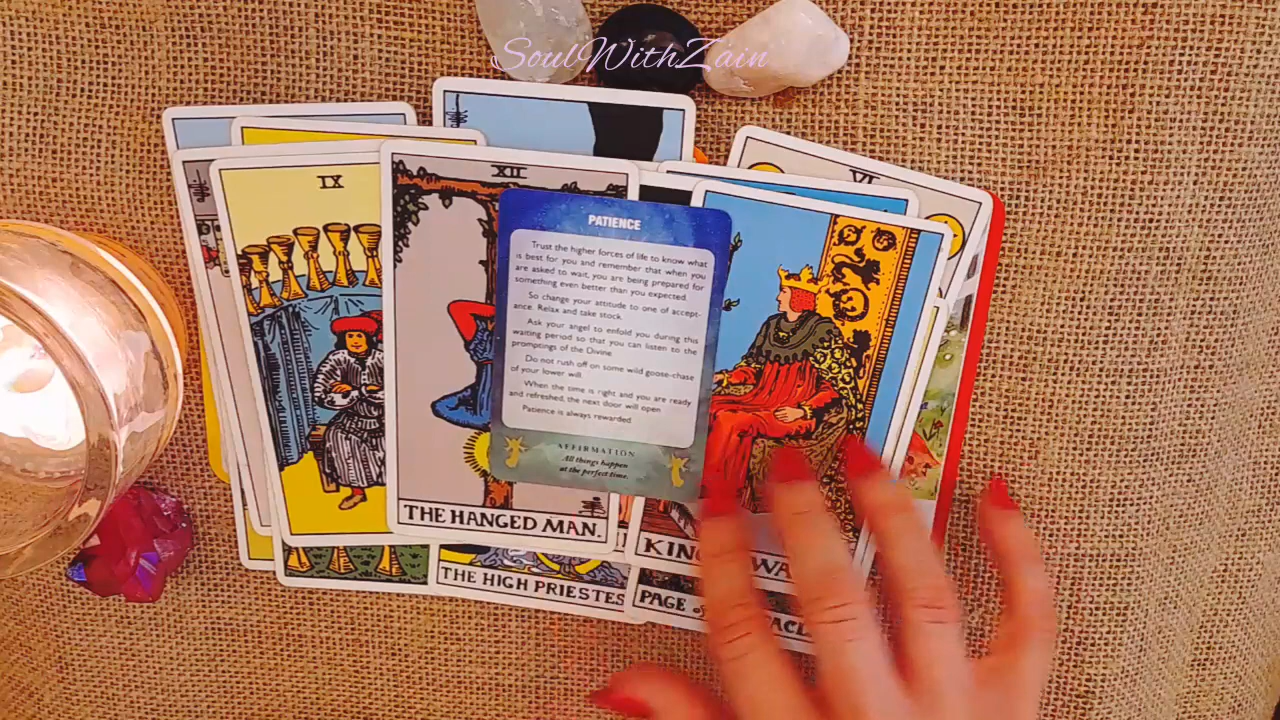 SoulWithZain
VI
XII
IX
PATIENCE
Trust the higher forces of life to know what
is best for you and remember that when you
are asked to wait, you are being prepared for
something even better than you expected.
So change your attitude to one of accept-
ance. Relax and take stock.
Ask your angel to enfold you during this
waiting period so that you can listen to the
promptings of the Divine.
Do not rush off on some wild goose-chase
of your lower will.
When the time is right and you are ready
and refreshed, the next door will open
Patience is always rewarded
AFFIRMATION
All things happen
at the perfect time.
THE HANGED MAN.
KING WA
THE HIGH PRIESTES
PAGE of